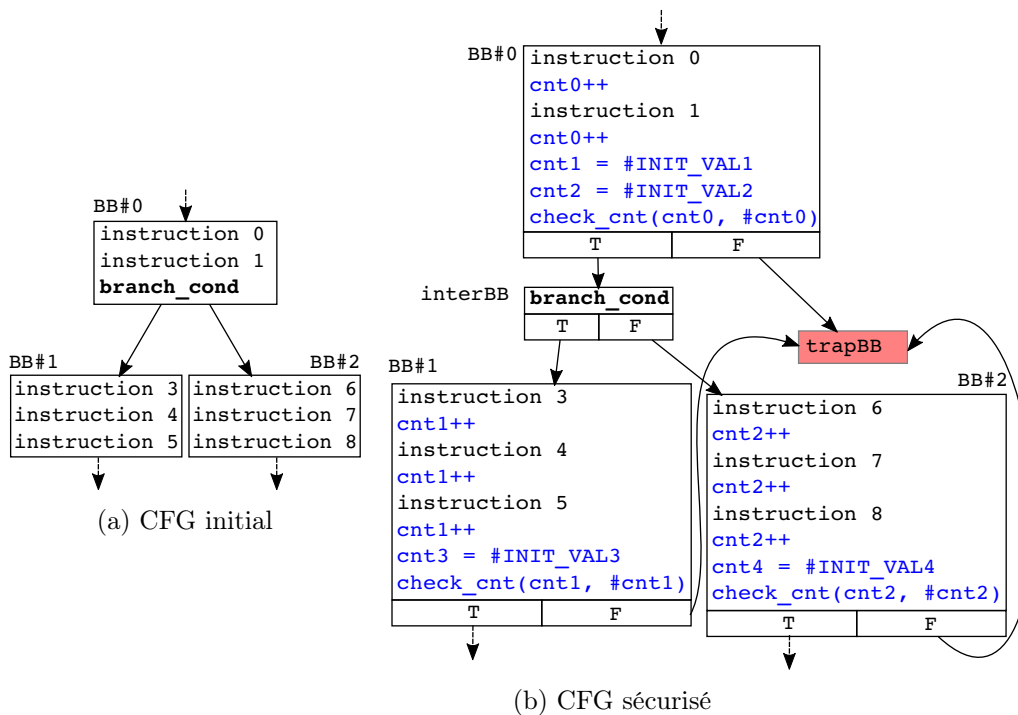 BB#0
instruction 0
instruction 1
branch_cond
BB#1
instruction 3
instruction 4
instruction 5
BB#2
instruction 6
instruction 7
instruction 8
(a) CFG initial
BB#0
instruction 0
cnt0++
instruction 1
cnt0++
cnt1 = #INIT_VAL1
cnt2 = #INIT_VAL2
check_cnt(cnt0, #cnt0)
T F
interBB
branch_cond
T F
trapBB
BB#1
instruction 3
cnt1++
instruction 4
cnt1++
instruction 5
cnt1++
cnt3 = #INIT_VAL3
check_cnt(cnt1, #cnt1)
T F
BB#2
instruction 6
cnt2++
instruction 7
cnt2++
instruction 8
cnt2++
cnt4 = #INIT_VAL4
check_cnt(cnt2, #cnt2)
T F
(b) CFG sécurisé